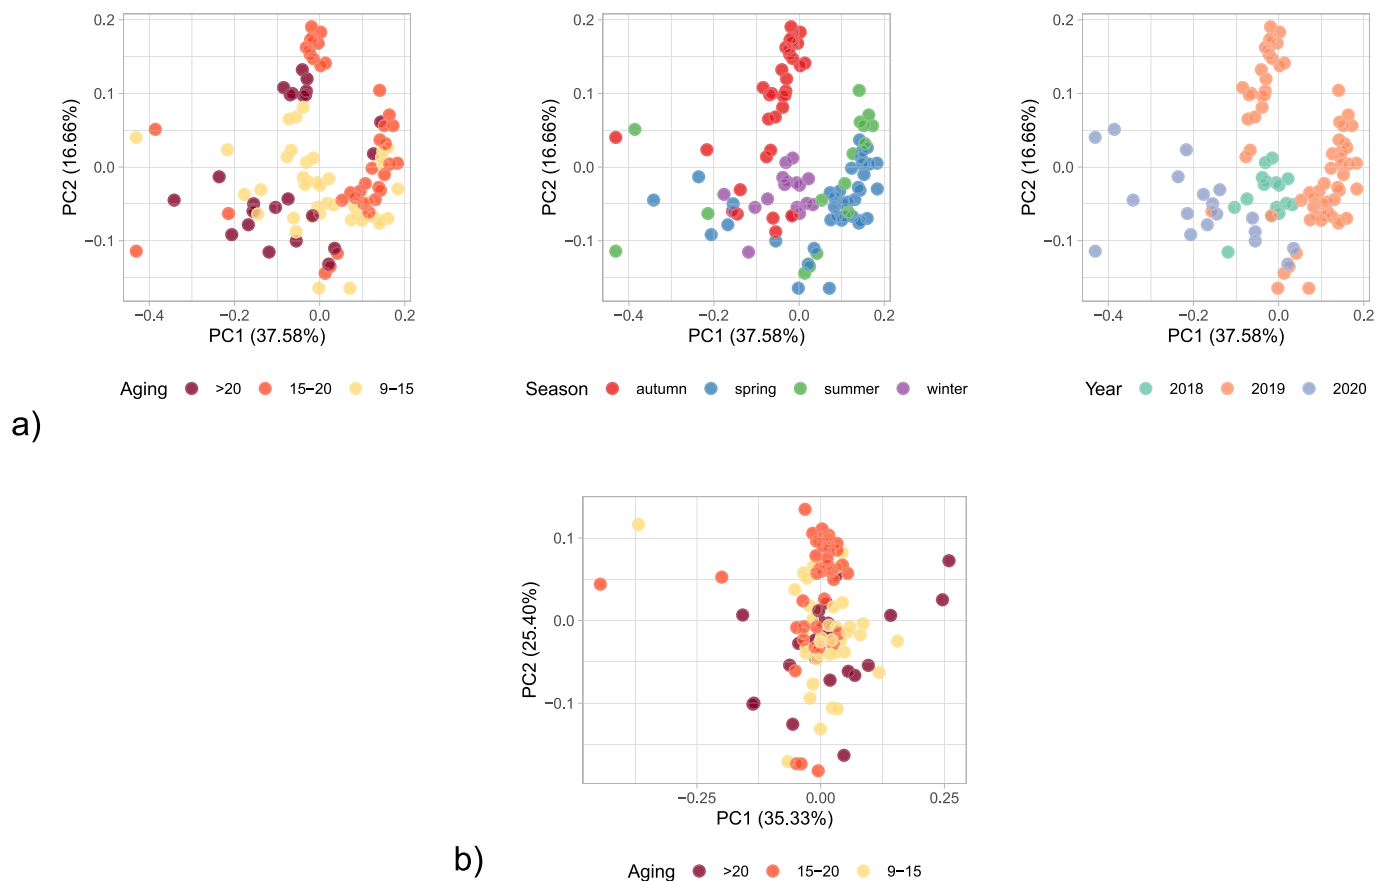 0.2
0.1
0.0
−0.1
PC2 (16.66%)
−0.4 −0.2 0.0 0.2
PC1 (37.58%)
Aging >20 15−20 9−15
0.2
0.1
0.0
−0.1
PC2 (16.66%)
−0.4 −0.2 0.0 0.2
PC1 (37.58%)
Season autumn spring summer winter
0.2
0.1
0.0
−0.1
PC2 (16.66%)
−0.4 −0.2 0.0 0.2
PC1 (37.58%)
Year 2018 2019 2020
a)
0.1
0.0
−0.1
PC2 (25.40%)
−0.25 0.00 0.25
PC1 (35.33%)
b)
Aging >20 15−20 9−15